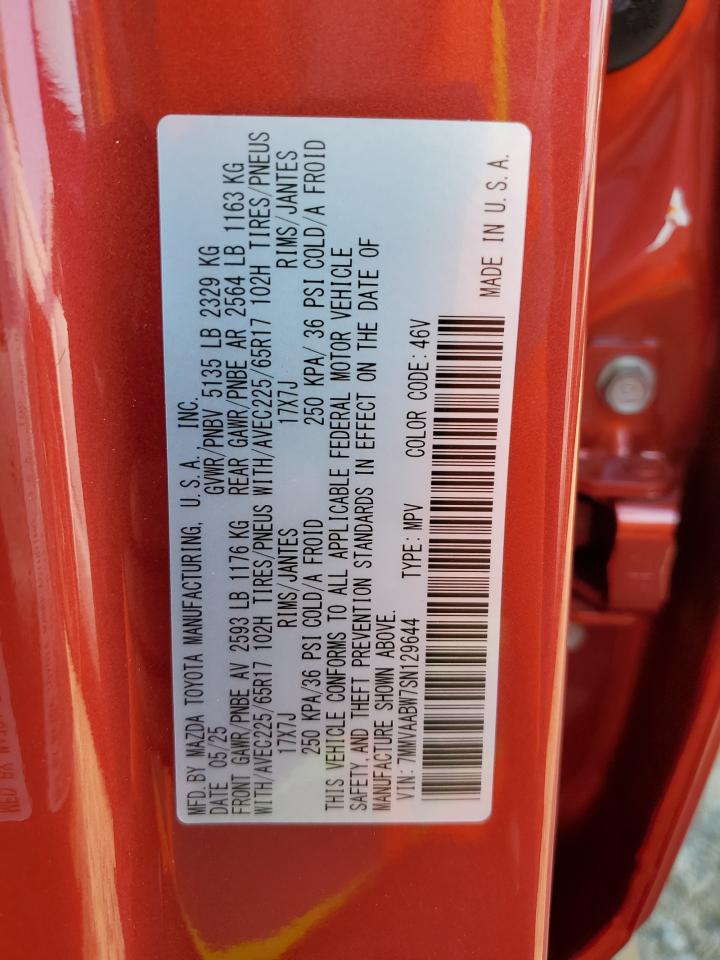 MFD.BY MAZDA TOYOTA MANUFACTURING, U.S.A. INC.
DATE 05/25 GVWR/PNBV 5135 LB 2329 KG
FRONT GAWR/PNBE AV 2593 LB 1176 KG REAR GAWR/PNBE AR 2564 LB 1163 KG
WITH/AVEC225/65R17 102H TIRES/PNEUS WITH/AVEC225/65R17 102H TIRES/PNEUS
17X7J RIMS/JANTES 17X7J RIMS/JANTES
250 KPA/36 PSI COLD/A FROID 250 KPA/ 36 PSI COLD/A FROID
THIS VEHICLE CONFORMS TO ALL APPLICABLE FEDERAL MOTOR VEHICLE
SAFETY, AND THEFT PREVENTION STANDARDS IN EFFECT ON THE DATE OF
MANUFACTURE SHOWN ABOVE.
VIN: 7MMVAABW7SN129644 TYPE: MPV COLOR CODE: 46V
MADE IN U.S.A.